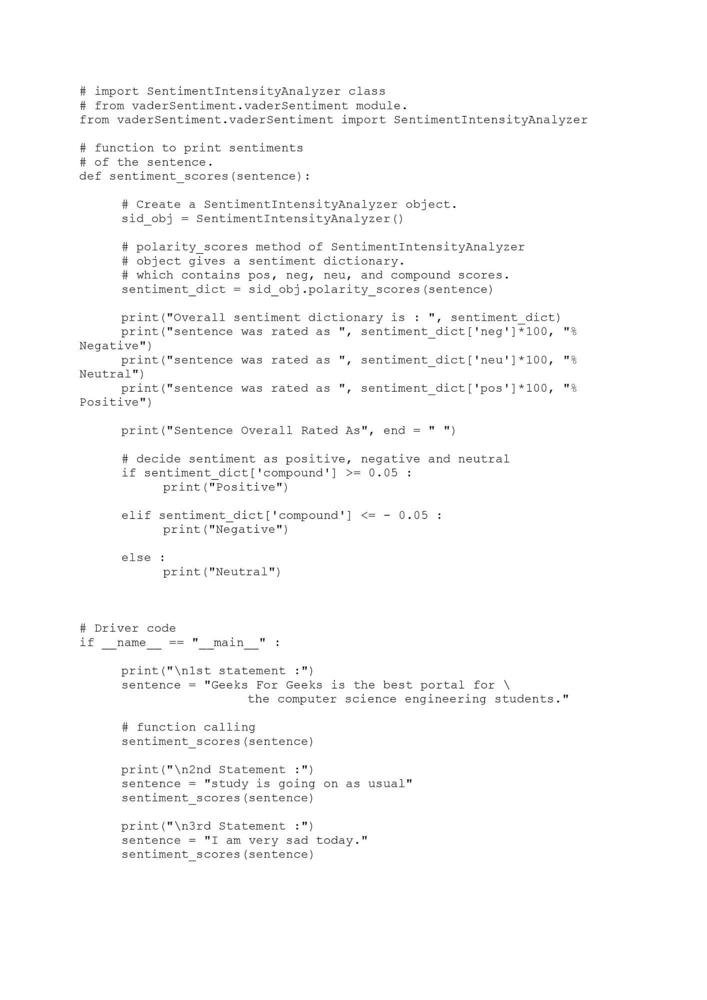 # import SentimentIntensityAnalyzer class
# from vaderSentiment.vaderSentiment module.
from vaderSentiment.vaderSentiment import SentimentIntensityAnalyzer
# function to print sentiments
# of the sentence.
def sentiment_scores(sentence):
# Create a SentimentIntensityAnalyzer object.
sid_obj = SentimentIntensityAnalyzer()
# polarity_scores method of SentimentIntensityAnalyzer
# object gives a sentiment dictionary.
# which contains pos, neg, neu, and compound scores.
sentiment_dict = sid_obj.polarity_scores(sentence)
print("Overall sentiment dictionary is : ", sentiment_dict)
print("sentence was rated as ", sentiment_dict['neg']*100, "%
Negative")
print("sentence was rated as ", sentiment_dict['neu']*100, "%
Neutral")
print("sentence was rated as ", sentiment_dict['pos']*100, "%
Positive")
print("Sentence Overall Rated As", end = " ")
# decide sentiment as positive, negative and neutral
if sentiment_dict['compound'] >= 0.05 :
print("Positive")
elif sentiment_dict['compound'] <= - 0.05 :
print("Negative")
else :
print("Neutral")
# Driver code
if __name__ == "__main__" :
print("\n1st statement :")
sentence = "Geeks For Geeks is the best portal for \
the computer science engineering students."
# function calling
sentiment_scores(sentence)
print("\n2nd Statement :")
sentence = "study is going on as usual"
sentiment_scores(sentence)
print("\n3rd Statement :")
sentence = "I am very sad today."
sentiment_scores(sentence)